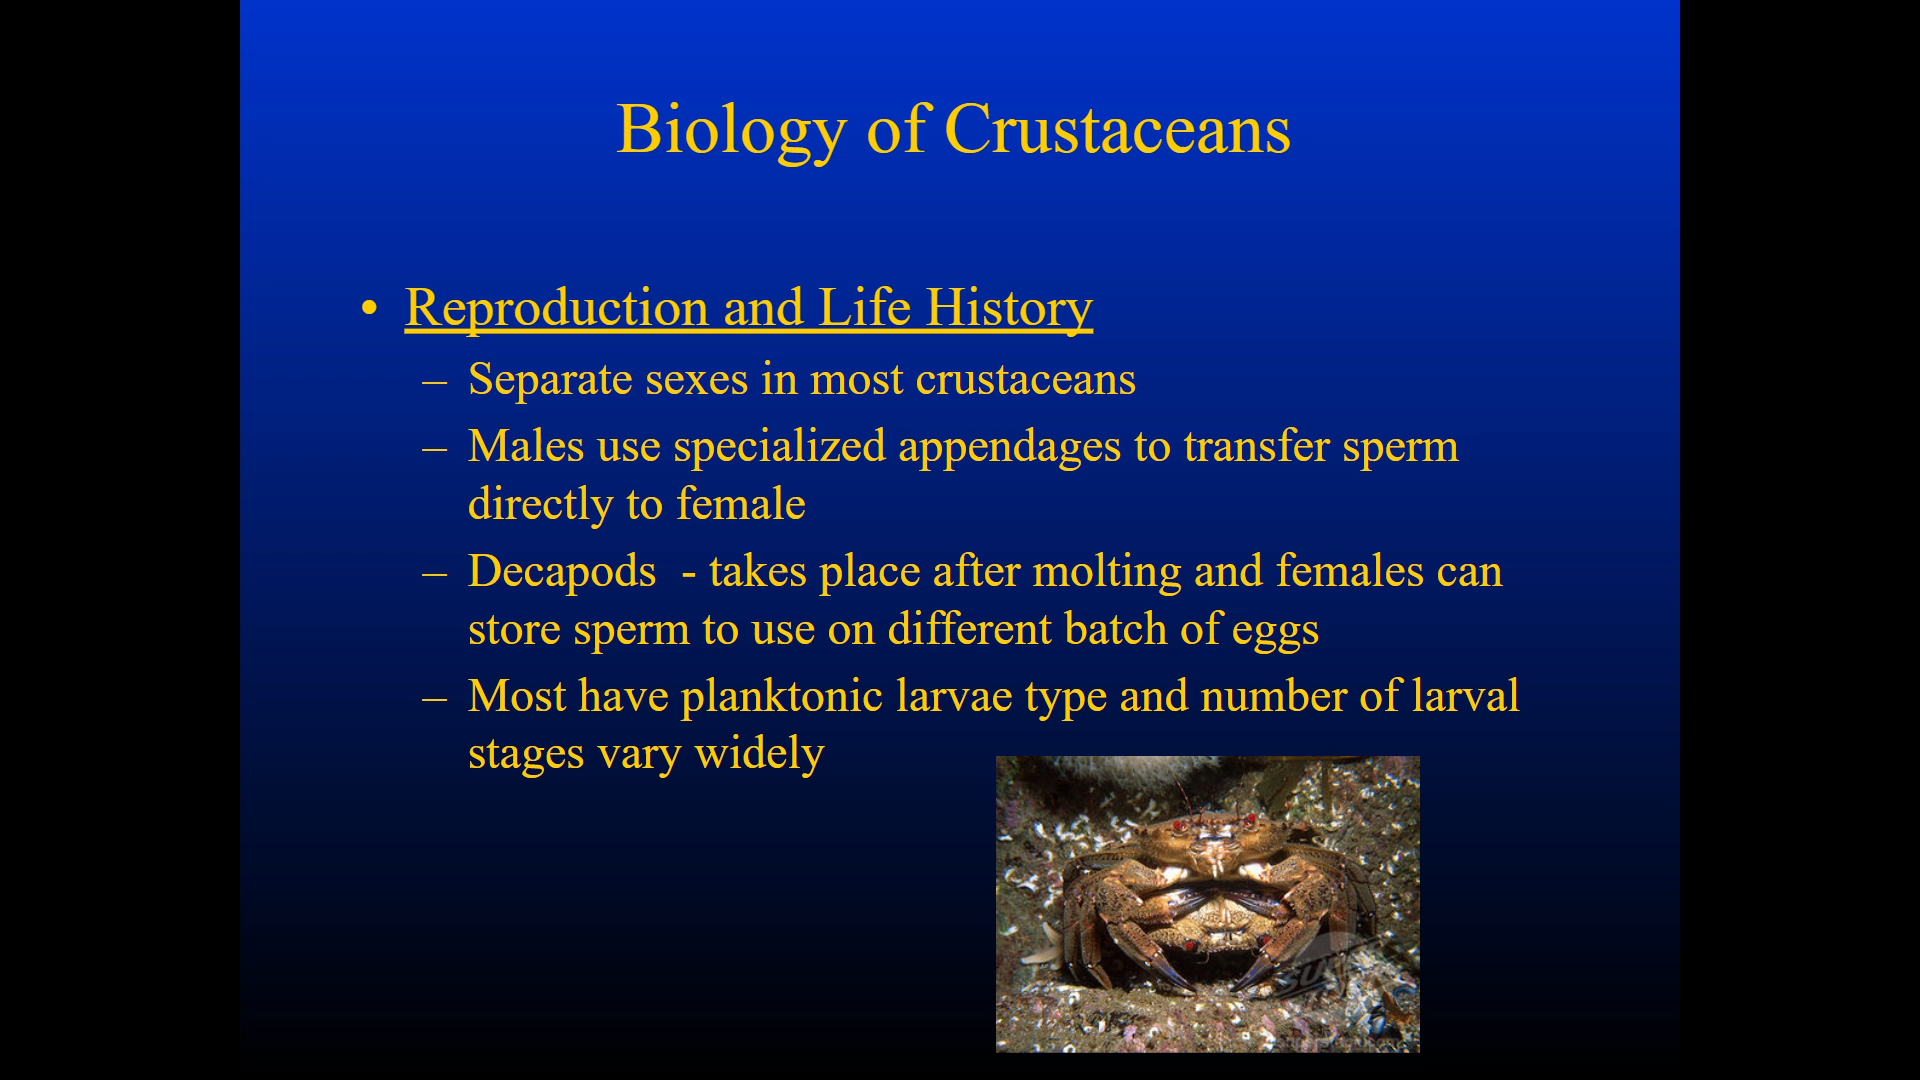 Biology of Crustaceans
• Reproduction and Life History
– Separate sexes in most crustaceans
– Males use specialized appendages to transfer sperm
directly to female
– Decapods - takes place after molting and females can
store sperm to use on different batch of eggs
– Most have planktonic larvae type and number of larval
stages vary widely